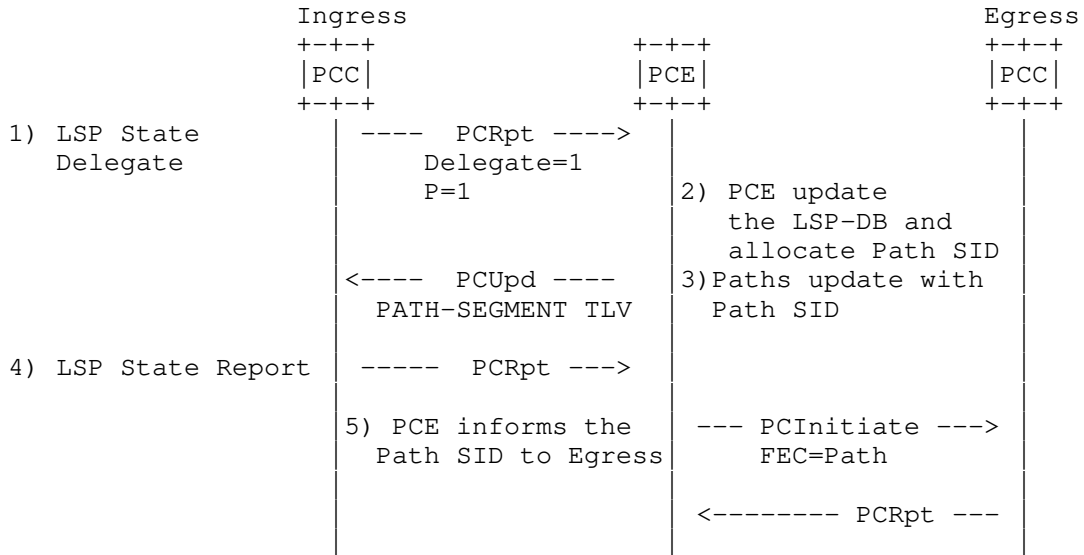 Ingress                                      Egress
+-+-+                 +-+-+                  +-+-+
|PCC|                 |PCE|                  |PCC|
+-+-+                 +-+-+                  +-+-+
1) LSP State         | ----  PCRpt ---->  |                      |
Delegate          |     Delegate=1     |                      |
|     P=1            |2) PCE update         |
|                    |   the LSP-DB and     |
|                    |   allocate Path SID  |
|<----  PCUpd ----   |3)Paths update with   |
|  PATH-SEGMENT TLV  |  Path SID            |
|                    |                      |
4) LSP State Report  | -----  PCRpt --->  |                      |
|                    |                      |
|5) PCE informs the  | --- PCInitiate --->  |
|  Path SID to Egress|     FEC=Path         |
|                    |                      |
|                    | <-------- PCRpt ---  |
|                    |                      |